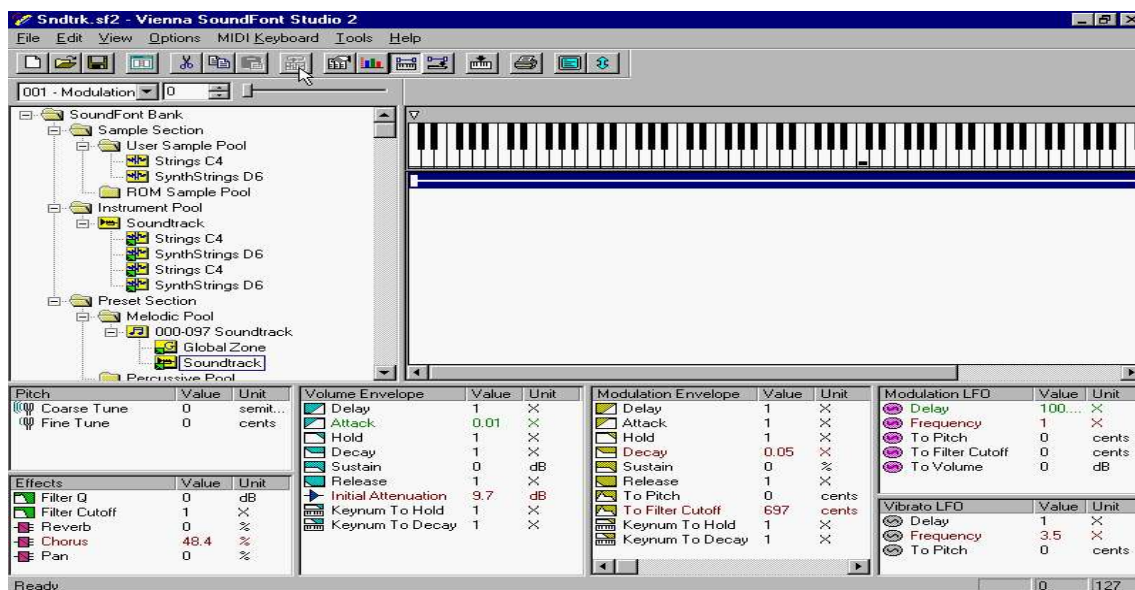 Sndtrk.sf2 - Vienna SoundFont Studio 2
File Edit View Options MIDI Keyboard Tools Help
001 - Modulation 0
SoundFont Bank
Sample Section
User Sample Pool
Strings C4
SynthStrings D6
ROM Sample Pool
Instrument Pool
Soundtrack
Strings C4
SynthStrings D6
Strings C4
SynthStrings D6
Preset Section
Melodic Pool
000-097 Soundtrack
Global Zone
Soundtrack
Percussive Pool
Pitch Value Unit
Coarse Tune 0 semit...
Fine Tune 0 cents
Effects Value Unit
Filter Q 0 dB
Filter Cutoff 1 X
Reverb 0 %
Chorus 48.4 %
Pan 0 %
Volume Envelope Value Unit
Delay 1 X
Attack 0.01 X
Hold 1 X
Decay 1 X
Sustain 0 dB
Release 1 X
Initial Attenuation 9.7 dB
Keynum To Hold 1 X
Keynum To Decay 1 X
Modulation Envelope Value Unit
Delay 1 X
Attack 1 X
Hold 1 X
Decay 0.05 X
Sustain 0 %
Release 1 X
To Pitch 0 cents
To Filter Cutoff 697 cents
Keynum To Hold 1 X
Keynum To Decay 1 X
Modulation LFO Value Unit
Delay 100.... X
Frequency 1 X
To Pitch 0 cents
To Filter Cutoff 0 cents
To Volume 0 dB
Vibrato LFO Value Unit
Delay 1 X
Frequency 3.5 X
To Pitch 0 cents
Ready 0 127